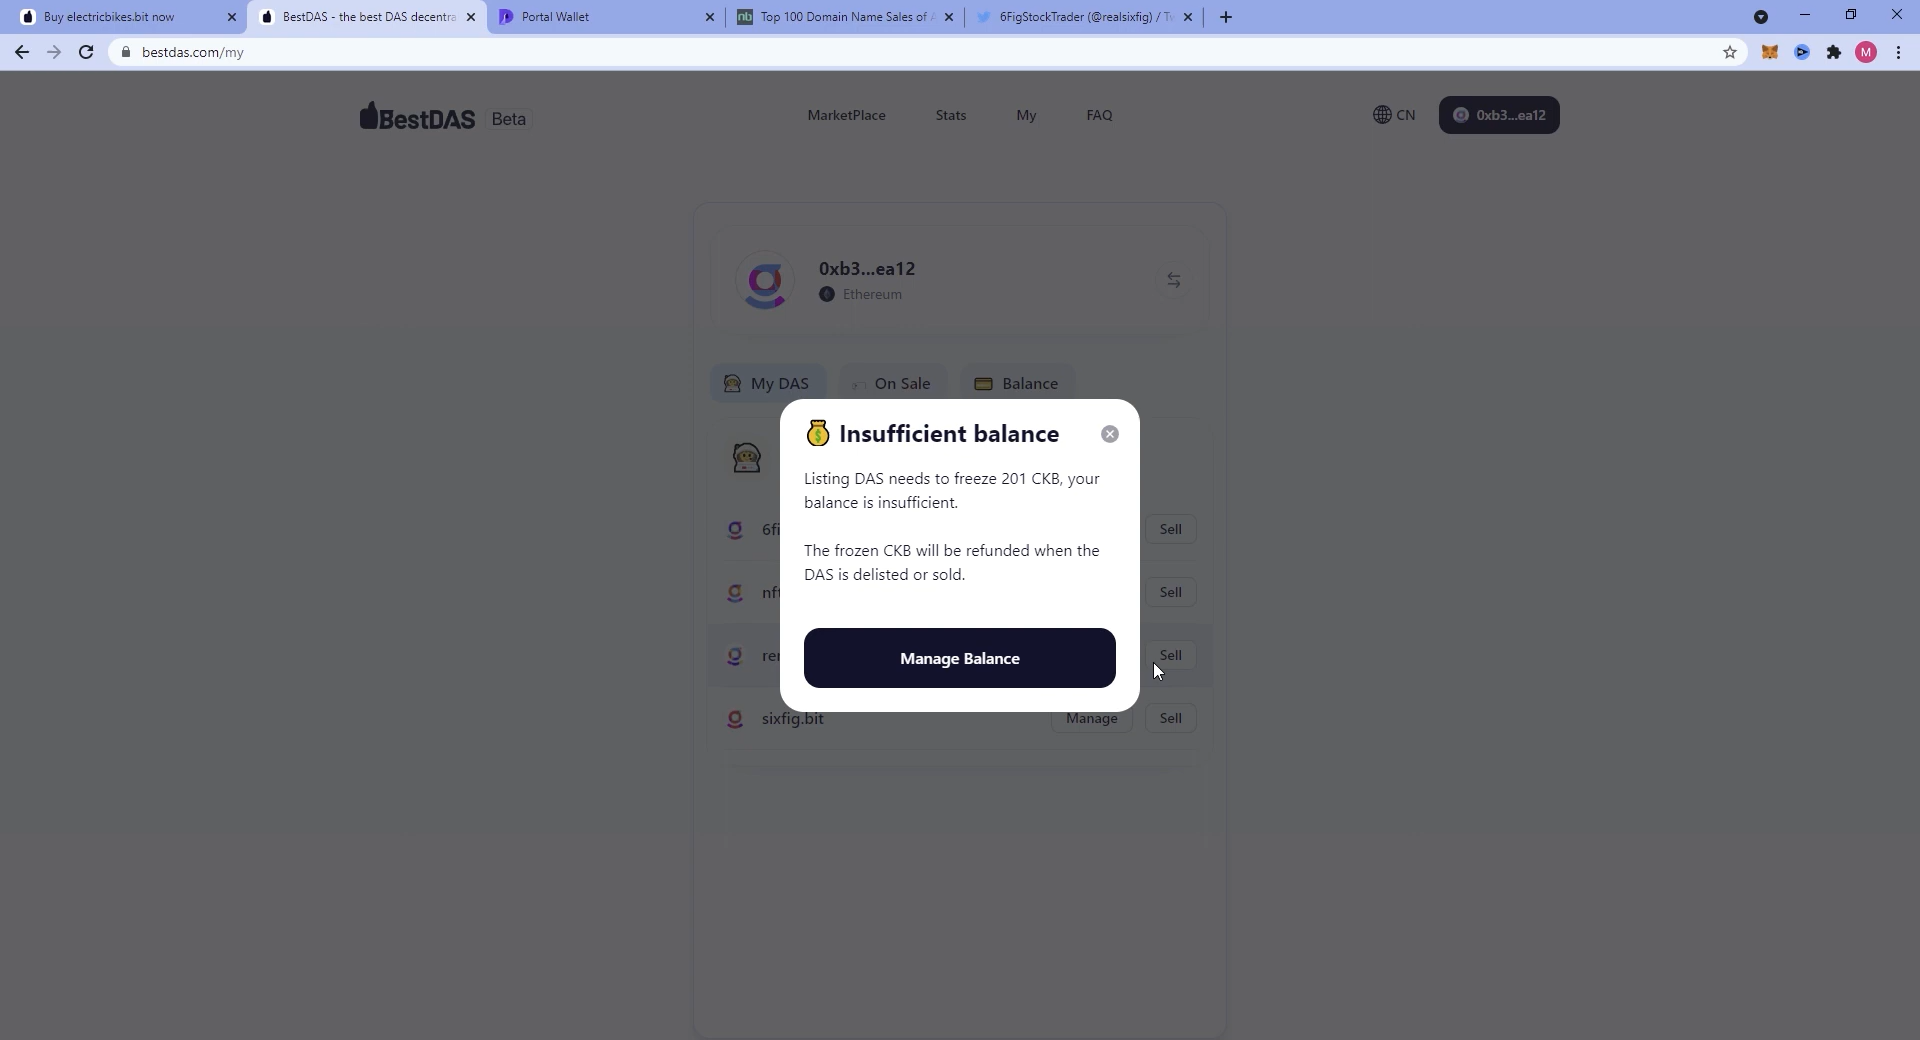 Buy electricbikes.bit now
BestDAS - the best DAS decentra
Portal Wallet
nb Top 100 Domain Name Sales of
6FigStockTrader (@realsixfig) /
bestdas.com/my
M
BestDAS Beta
MarketPlace
Stats
My
FAQ
CN
0xb3...ea12
0xb3...ea12
Ethereum
My DAS
On Sale
Balance
Insufficient balance
Listing DAS needs to freeze 201 CKB, your
balance is insufficient.
The frozen CKB will be refunded when the
DAS is delisted or sold.
Manage Balance
Sell
Sell
Sell
sixfig.bit
Manage
Sell